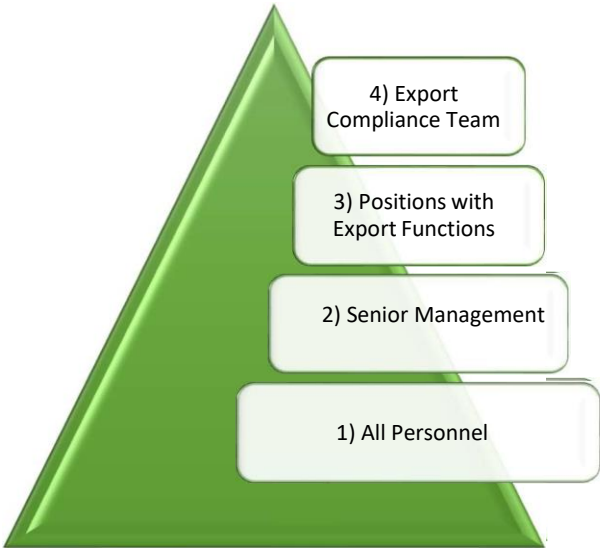 4) Export
Compliance Team
3) Positions with
Export Functions
2) Senior Management
1) All Personnel